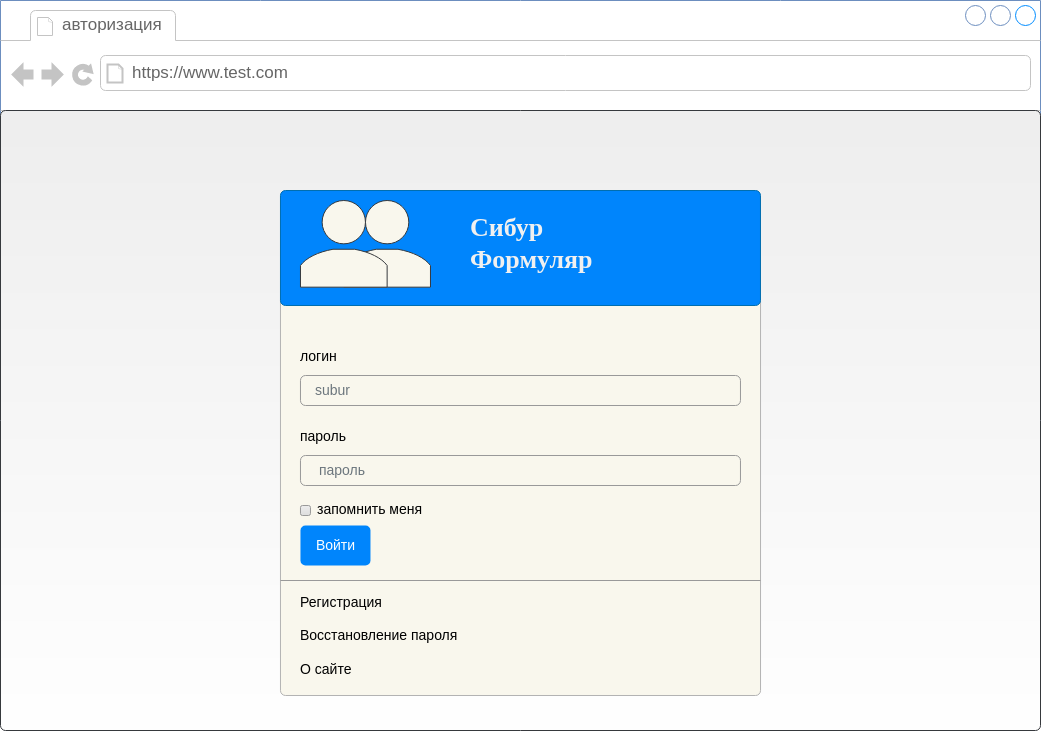 авторизация
https://www.test.com
Сибур
Формуляр
логин
subur
пароль
пароль
запомнить меня
Войти
Регистрация
Восстановление пароля
О сайте